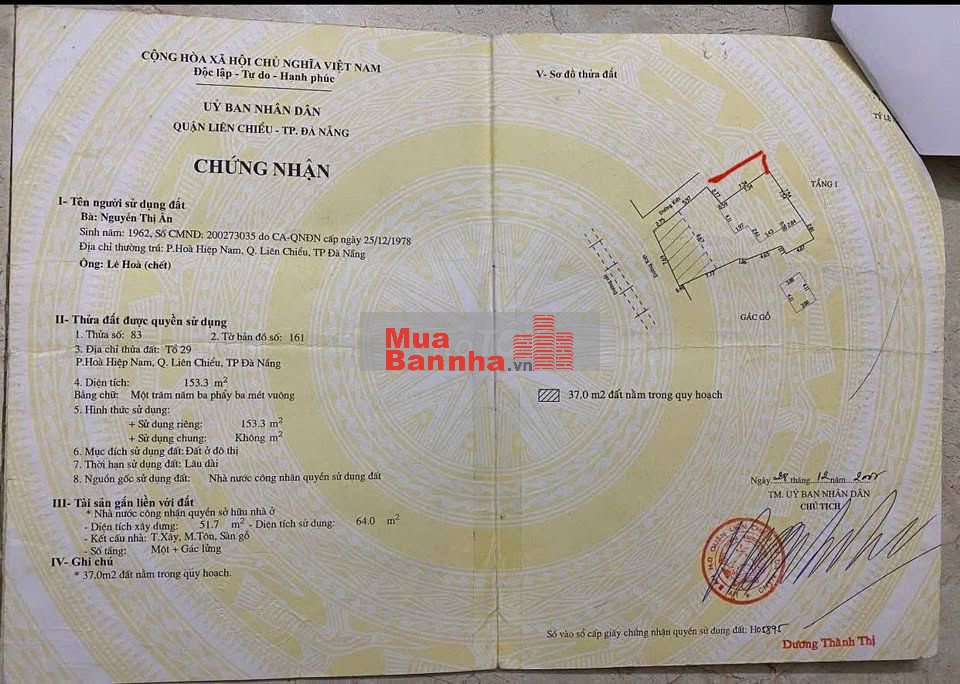 CỘNG HÒA XÃ HỘI CHỦ NGHĨA VIỆT NAM
Độc lập - Tự do - Hạnh phúc
UỶ BAN NHÂN DÂN
QUẬN LIÊN CHIỂU - TP. ĐÀ NẴNG
CHỨNG NHẬN
I- Tên người sử dụng đất
Bà: Nguyễn Thị Ân
Sinh năm: 1962, Số CMND: 200273035 do CA-QNĐN cấp ngày 25/12/1978
Địa chỉ thường trú: P.Hoà Hiệp Nam, Q. Liên Chiểu, TP Đà Nẵng
Ông: Lê Hoà (chết)
II- Thửa đất được quyền sử dụng
1. Thửa số: 83 2. Tờ bản đồ số: 161
3. Địa chỉ thửa đất: Tổ 29
P.Hoà Hiệp Nam, Q. Liên Chiểu, TP Đà Nẵng
4. Diện tích: 153.3 m2
Bằng chữ: Một trăm năm ba phẩy ba mét vuông
5. Hình thức sử dụng:
+ Sử dụng riêng: 153.3 m2
+ Sử dụng chung: Không m2
6. Mục đích sử dụng đất: Đất ở đô thị
7. Thời hạn sử dụng đất: Lâu dài
8. Nguồn gốc sử dụng đất: Nhà nước công nhận quyền sử dụng đất
III- Tài sản gắn liền với đất
* Nhà nước công nhận quyền sở hữu nhà ở
- Diện tích xây dựng: 51.7 m2 - Diện tích sử dụng: 64.0 m2
- Kết cấu nhà: T.Xây, M.Tôn, Sàn gỗ
- Số tầng: Một + Gác lửng
IV- Ghi chú
* 37.0m2 đất nằm trong quy hoạch.
V- Sơ đồ thửa đất
TỶ LỆ
TẦNG 1
Đường Kiệt
GÁC GỖ
Mua
Bannha.vn
37.0 m2 đất nằm trong quy hoạch
Ngày 28 tháng 12 năm
TM. UỶ BAN NHÂN DÂN
CHỦ TỊCH
Số vào sổ cấp giấy chứng nhận quyền sử dụng đất: H05895
Dương Thành Thị